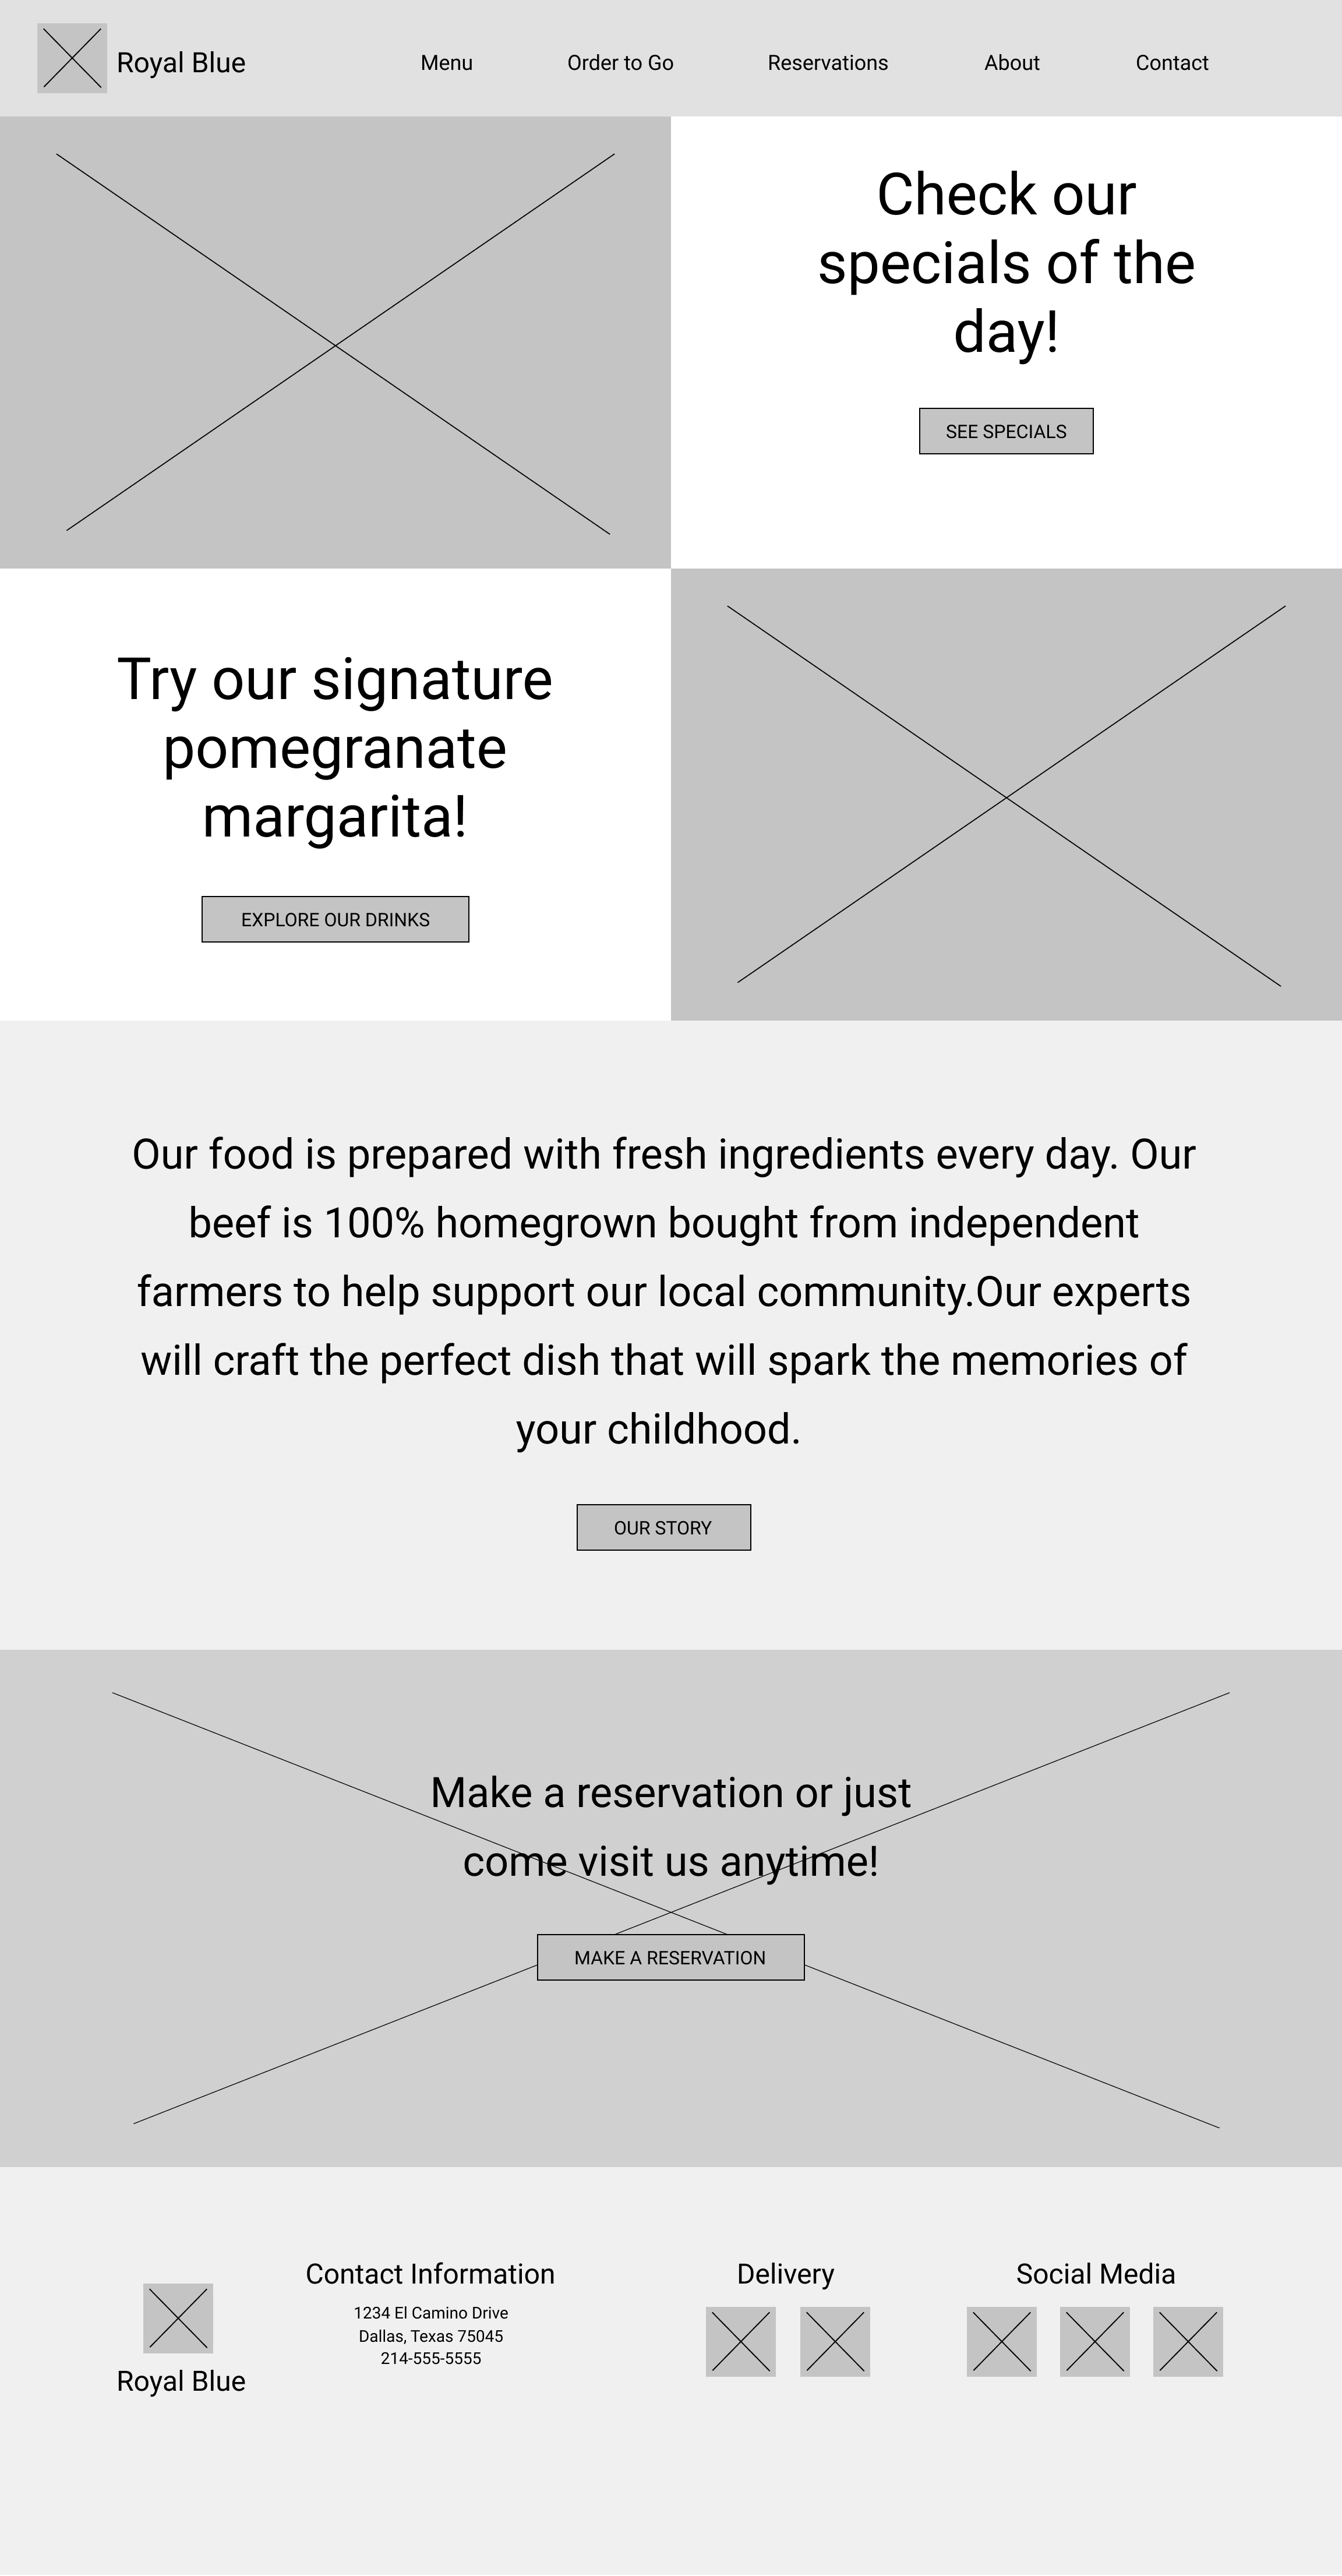 Royal Blue
Menu
Order to Go
Reservations
About
Contact
Check our
specials of the
day!
SEE SPECIALS
Try our signature
pomegranate
margarita!
EXPLORE OUR DRINKS
Our food is prepared with fresh ingredients every day. Our
beef is 100% homegrown bought from independent
farmers to help support our local community.Our experts
will craft the perfect dish that will spark the memories of
your childhood.
OUR STORY
Make a reservation or just
come visit us anytime!
MAKE A RESERVATION
Royal Blue
Contact Information
1234 El Camino Drive
Dallas, Texas 75045
214-555-5555
Delivery
Social Media